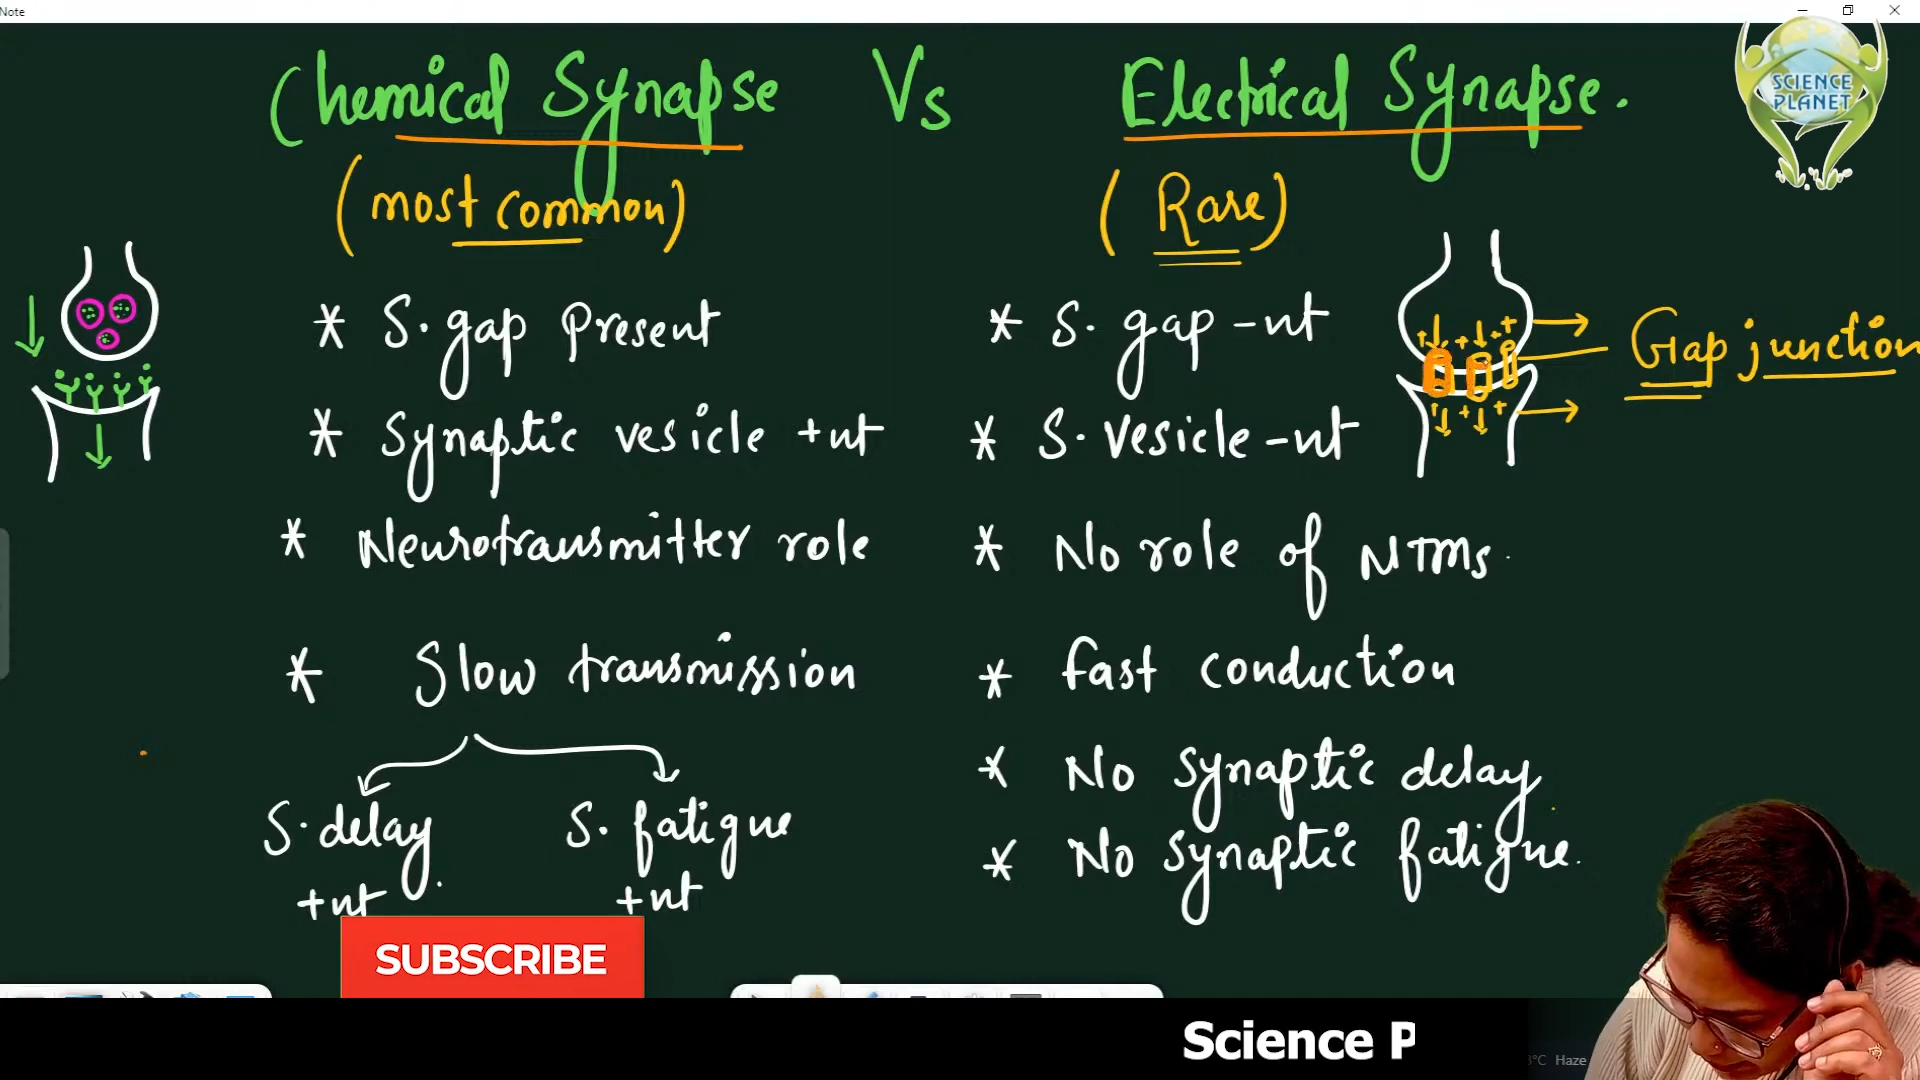 Note
SCIENCE
PLANET
Chemical Synapse Vs Electrical Synapse.
(most common)
(Rare)
* S. gap present
* S. gap -nt
Gap junction
* Synaptic vesicle +nt
* S. vesicle -nt
* Neurotransmitter role
* No role of NTMs.
* Slow transmission
* fast conduction
* No synaptic delay
S. delay
+nt
S. fatigue
+nt
* No synaptic fatigue.
SUBSCRIBE
Science P
Haze